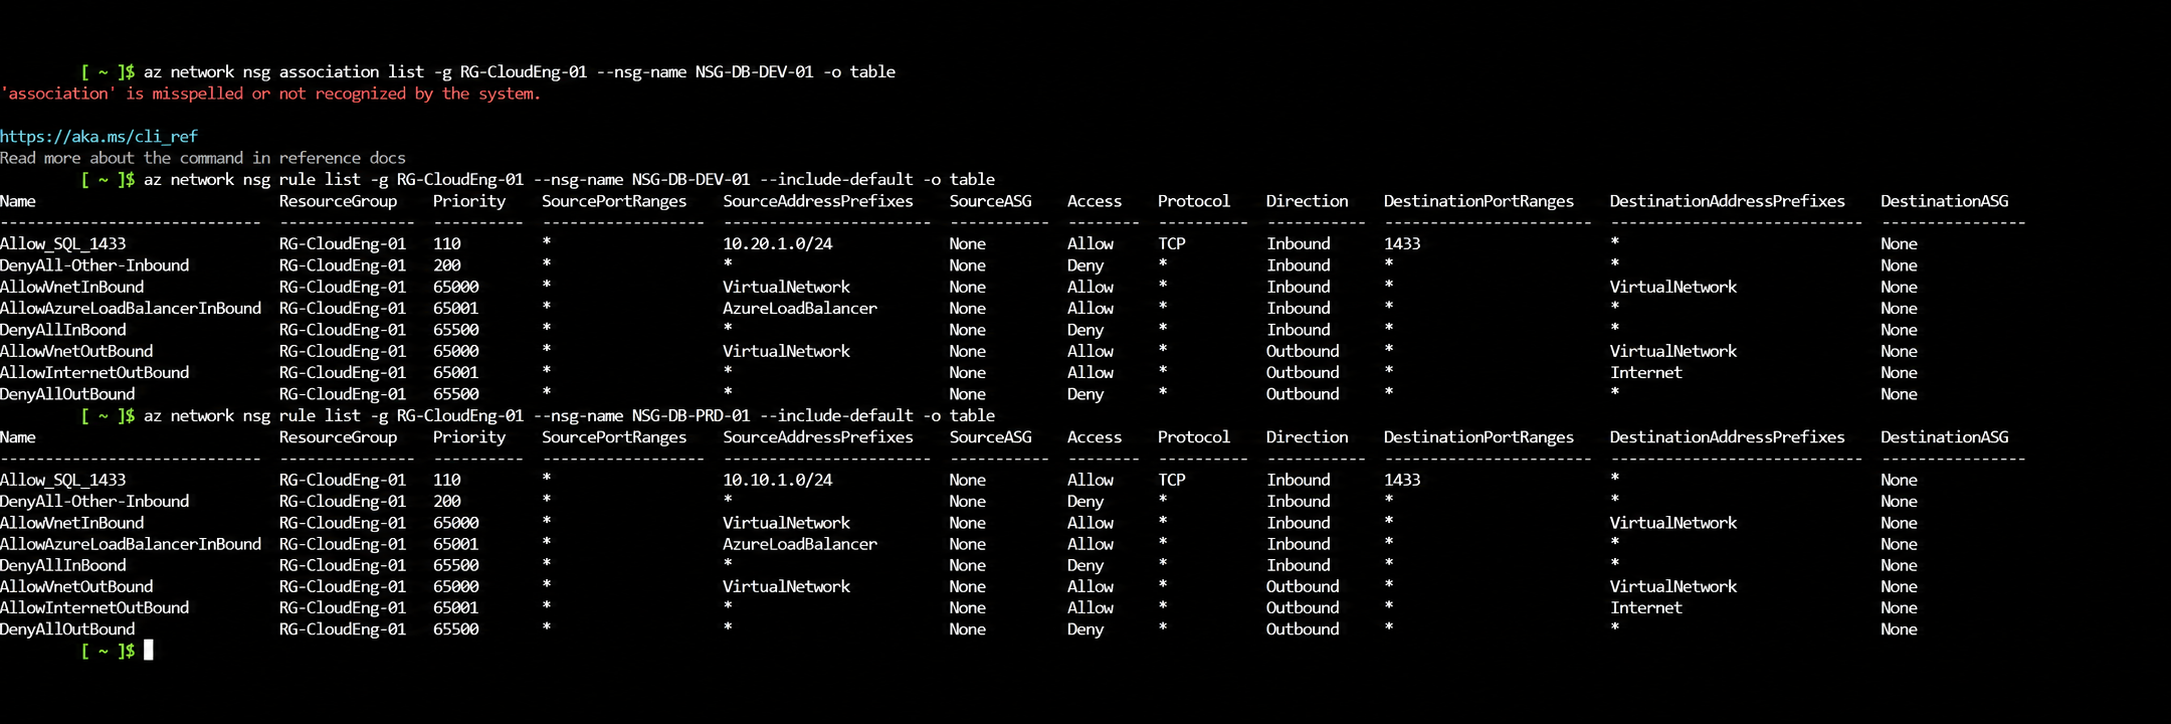 [ ~ ]$ az network nsg association list -g RG-CloudEng-01 --nsg-name NSG-DB-DEV-01 -o table
'association' is misspelled or not recognized by the system.
https://aka.ms/cli_ref
Read more about the command in reference docs
[ ~ ]$ az network nsg rule list -g RG-CloudEng-01 --nsg-name NSG-DB-DEV-01 --include-default -o table
Name ResourceGroup Priority SourcePortRanges SourceAddressPrefixes SourceASG Access Protocol Direction DestinationPortRanges DestinationAddressPrefixes DestinationASG
----------------------------- --------------- ---------- ------------------ ----------------------- ----------- -------- ---------- ----------- ----------------------- ---------------------------- ----------------
Allow_SQL_1433 RG-CloudEng-01 110 * 10.20.1.0/24 None Allow TCP Inbound 1433 * None
DenyAll-Other-Inbound RG-CloudEng-01 200 * * None Deny * Inbound * * None
AllowVnetInBound RG-CloudEng-01 65000 * VirtualNetwork None Allow * Inbound * VirtualNetwork None
AllowAzureLoadBalancerInBound RG-CloudEng-01 65001 * AzureLoadBalancer None Allow * Inbound * * None
DenyAllInBoond RG-CloudEng-01 65500 * * None Deny * Inbound * * None
AllowVnetOutBound RG-CloudEng-01 65000 * VirtualNetwork None Allow * Outbound * VirtualNetwork None
AllowInternetOutBound RG-CloudEng-01 65001 * * None Allow * Outbound * Internet None
DenyAllOutBound RG-CloudEng-01 65500 * * None Deny * Outbound * * None
[ ~ ]$ az network nsg rule list -g RG-CloudEng-01 --nsg-name NSG-DB-PRD-01 --include-default -o table
Name ResourceGroup Priority SourcePortRanges SourceAddressPrefixes SourceASG Access Protocol Direction DestinationPortRanges DestinationAddressPrefixes DestinationASG
----------------------------- --------------- ---------- ------------------ ----------------------- ----------- -------- ---------- ----------- ----------------------- ---------------------------- ----------------
Allow_SQL_1433 RG-CloudEng-01 110 * 10.10.1.0/24 None Allow TCP Inbound 1433 * None
DenyAll-Other-Inbound RG-CloudEng-01 200 * * None Deny * Inbound * * None
AllowVnetInBound RG-CloudEng-01 65000 * VirtualNetwork None Allow * Inbound * VirtualNetwork None
AllowAzureLoadBalancerInBound RG-CloudEng-01 65001 * AzureLoadBalancer None Allow * Inbound * * None
DenyAllInBoond RG-CloudEng-01 65500 * * None Deny * Inbound * * None
AllowVnetOutBound RG-CloudEng-01 65000 * VirtualNetwork None Allow * Outbound * VirtualNetwork None
AllowInternetOutBound RG-CloudEng-01 65001 * * None Allow * Outbound * Internet None
DenyAllOutBound RG-CloudEng-01 65500 * * None Deny * Outbound * * None
[ ~ ]$